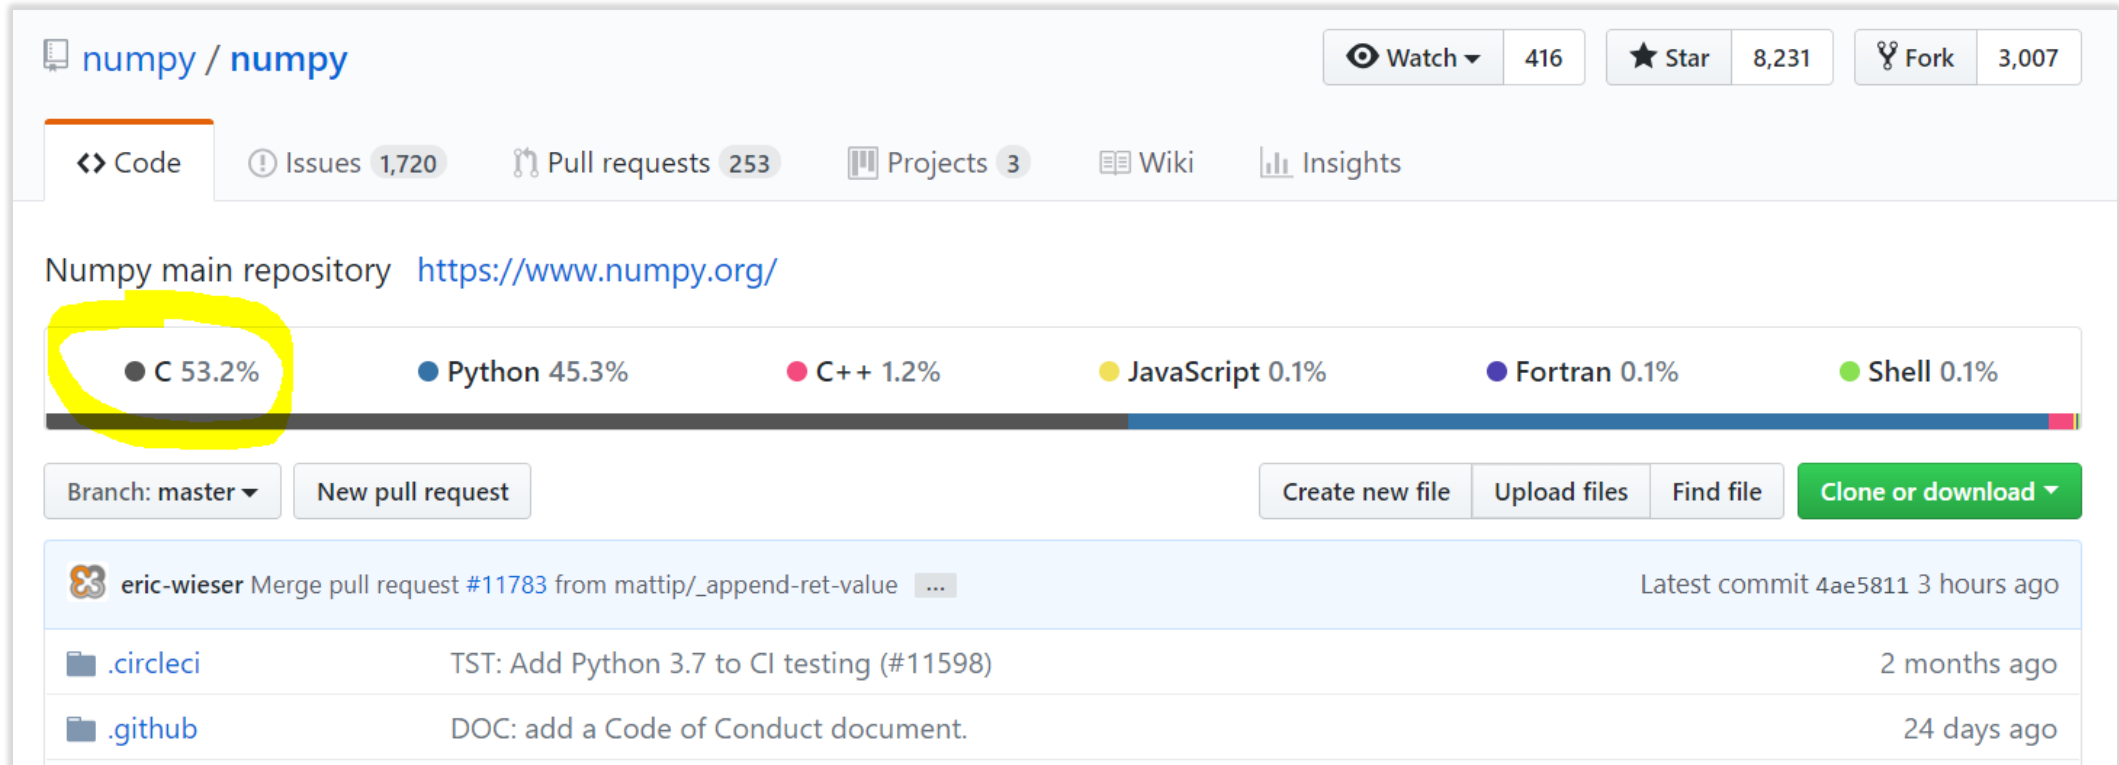 numpy / numpy Watch 416 Star 8,231 Fork 3,007
Code Issues 1,720 Pull requests 253 Projects 3 Wiki Insights
Numpy main repository https://www.numpy.org/
C 53.2% Python 45.3% C++ 1.2% JavaScript 0.1% Fortran 0.1% Shell 0.1%
Branch: master New pull request Create new file Upload files Find file Clone or download
eric-wieser Merge pull request #11783 from mattip/_append-ret-value ... Latest commit 4ae5811 3 hours ago
.circleci TST: Add Python 3.7 to CI testing (#11598) 2 months ago
.github DOC: add a Code of Conduct document. 24 days ago